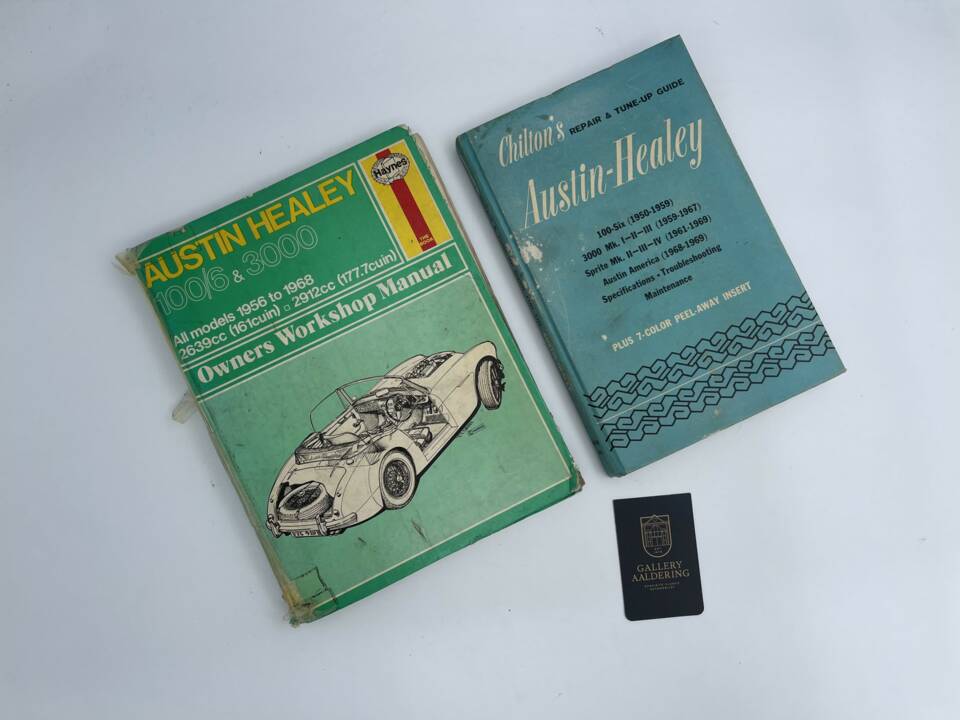 AUSTIN HEALEY
100/6 & 3000
All models 1956 to 1968
2639cc (161cuin) □ 2912cc (177.7cuin)
Owners Workshop Manual
Haynes
Chilton's REPAIR & TUNE-UP GUIDE
Austin-Healey
100-Six (1950-1959)
3000 Mk. I-II-III (1959-1967)
Sprite Mk. II-III-IV (1961-1969)
Austin America (1968-1969)
Specifications • Troubleshooting
Maintenance
PLUS 7-COLOR PEEL-AWAY INSERT
GALLERY
AALDERING